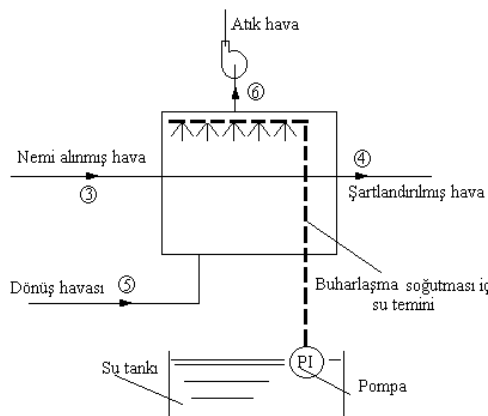 Atık hava
⑥
Nemi alınmış hava
③
④
Şartlandırılmış hava
Dönüş havası
⑤
Buharlaşma soğutması iç
su temini
Su tankı
PI
Pompa